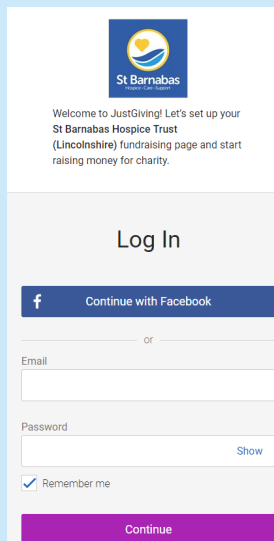 St Barnabas
Hospice • Care • Support
Welcome to JustGiving! Let's set up your
St Barnabas Hospice Trust
(Lincolnshire) fundraising page and start
raising money for charity.
Log In
f Continue with Facebook
or
Email
Password
Show
Remember me
Continue